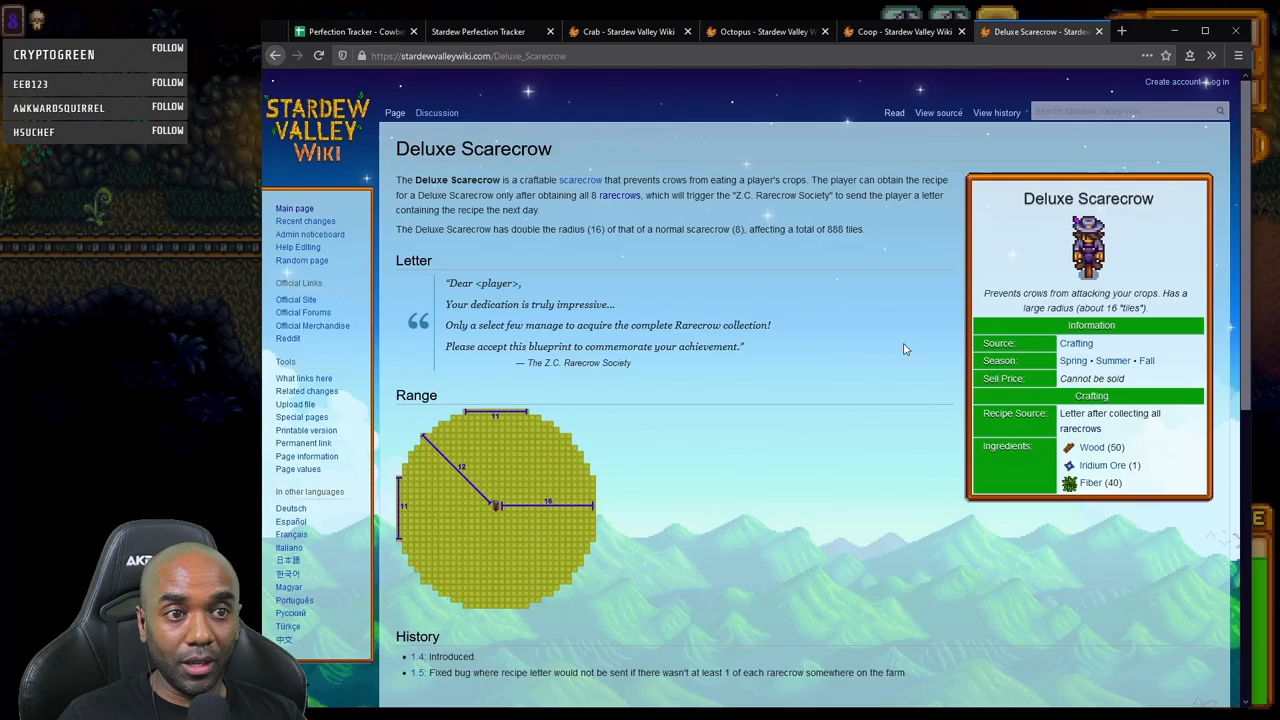 CRYPTOGREEN FOLLOW
EEB123 FOLLOW
AWKWARDSQUIRREL FOLLOW
HSUCHEF FOLLOW
Perfection Tracker - Cowbe
Stardew Perfection Tracker
Crab - Stardew Valley Wiki
Octopus - Stardew Valley W
Coop - Stardew Valley Wiki
Deluxe Scarecrow - Stardew
https://stardewvalleywiki.com/Deluxe_Scarecrow
Create account Log in
STARDEW
VALLEY
WIKI
Page
Discussion
Read
View source
View history
Search Stardew Valley Wiki
Main page
Recent changes
Admin noticeboard
Help Editing
Random page
Official Links
Official Site
Official Forums
Official Merchandise
Reddit
Tools
What links here
Related changes
Upload file
Special pages
Printable version
Permanent link
Page information
Page values
In other languages
Deutsch
Español
Français
Italiano
日本語
한국어
Magyar
Português
Русский
Türkçe
中文
Deluxe Scarecrow
The Deluxe Scarecrow is a craftable scarecrow that prevents crows from eating a player's crops. The player can obtain the recipe
for a Deluxe Scarecrow only after obtaining all 8 rarecrows, which will trigger the "Z.C. Rarecrow Society" to send the player a letter
containing the recipe the next day.
The Deluxe Scarecrow has double the radius (16) of that of a normal scarecrow (8), affecting a total of 888 tiles.
Letter
“Dear <player>,
Your dedication is truly impressive...
Only a select few manage to acquire the complete Rarecrow collection!
Please accept this blueprint to commemorate your achievement.”
— The Z.C. Rarecrow Society
Range
11
12
16
11
History
• 1.4: Introduced.
• 1.5: Fixed bug where recipe letter would not be sent if there wasn't at least 1 of each rarecrow somewhere on the farm.
Deluxe Scarecrow
Prevents crows from attacking your crops. Has a
large radius (about 16 "tiles).
Information
Source: Crafting
Season: Spring • Summer • Fall
Sell Price: Cannot be sold
Crafting
Recipe Source: Letter after collecting all
rarecrows
Ingredients: Wood (50)
Iridium Ore (1)
Fiber (40)